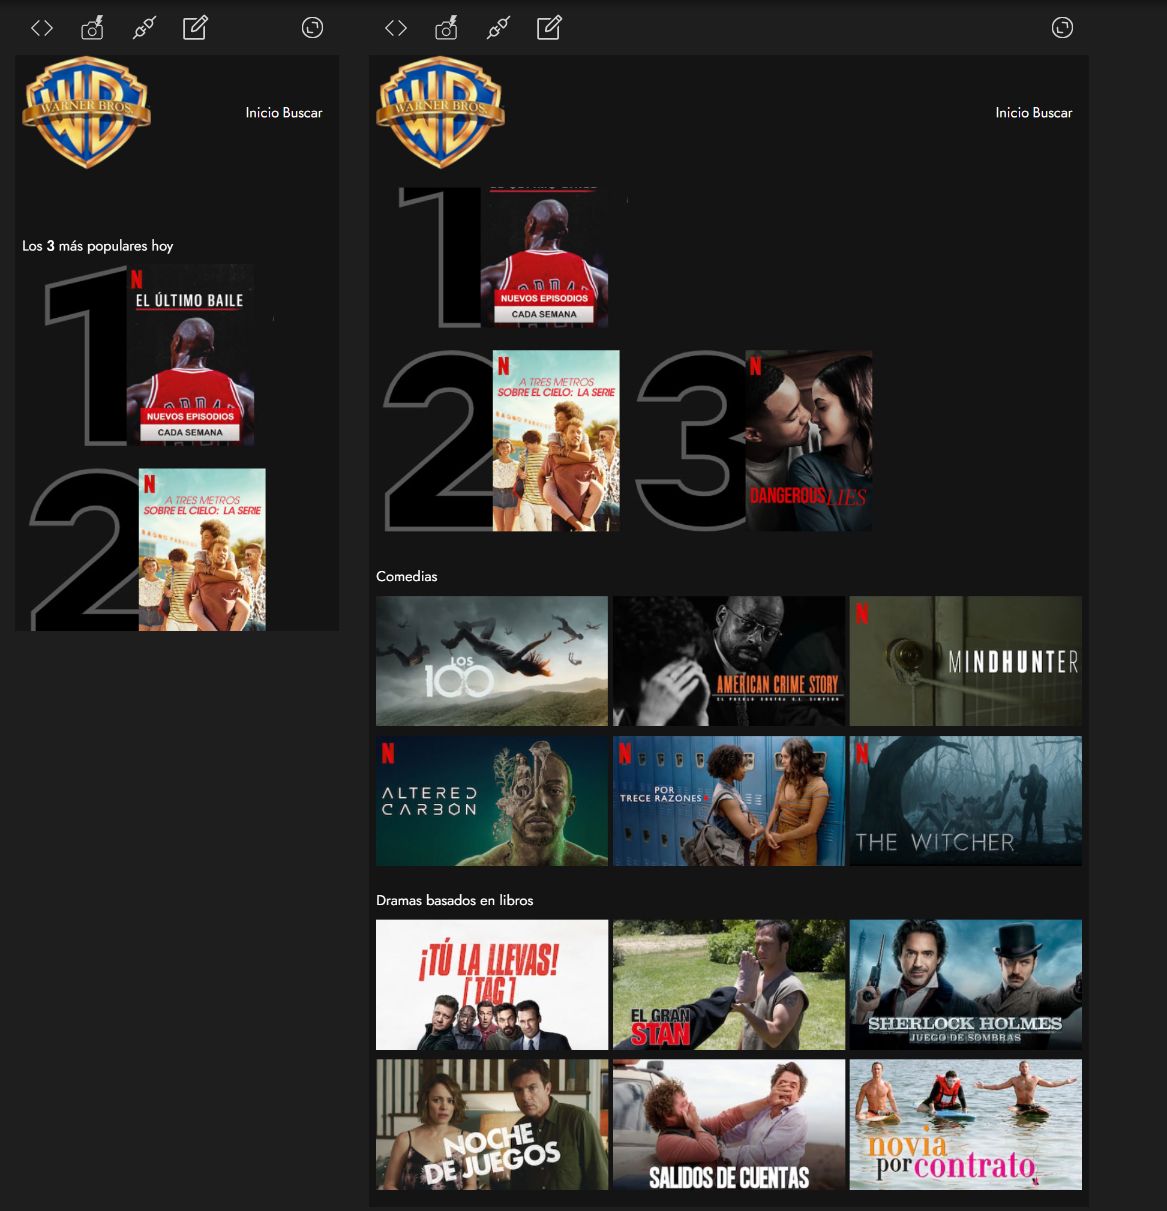 WARNER BROS.
Inicio Buscar
Los 3 más populares hoy
1
N
EL ÚLTIMO BAILE
NUEVOS EPISODIOS
CADA SEMANA
2
N
A TRES METROS
SOBRE EL CIELO: LA SERIE
WARNER BROS.
Inicio Buscar
1
NUEVOS EPISODIOS
CADA SEMANA
2
N
A TRES METROS
SOBRE EL CIELO: LA SERIE
3
N
DANGEROUS LIES
Comedias
LOS
100
AMERICAN CRIME STORY
EL PUEBLO CONTRA O.J. SIMPSON
N
MINDHUNTER
N
ALTERED
CARBON
N
POR
TRECE RAZONES
N
THE WITCHER
Dramas basados en libros
¡TÚ LA LLEVAS!
[TAG]
EL GRAN
STAN
SHERLOCK HOLMES
JUEGO DE SOMBRAS
NOCHE
DE JUEGOS
SALIDOS DE CUENTAS
novia
por contrato